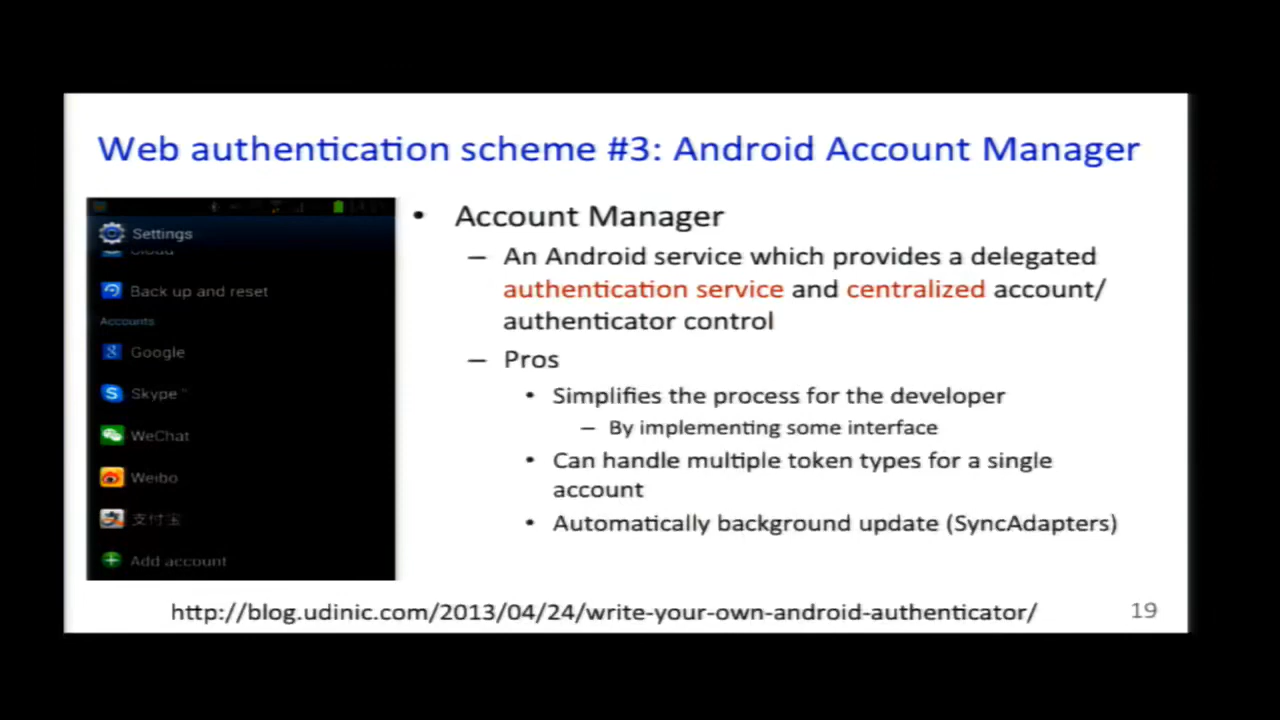 Web authentication scheme #3: Android Account Manager
Settings
Cloud
Back up and reset
Accounts
Google
Skype™
WeChat
Weibo
支付宝
Add account
• Account Manager
– An Android service which provides a delegated
authentication service and centralized account/
authenticator control
– Pros
• Simplifies the process for the developer
– By implementing some interface
• Can handle multiple token types for a single
account
• Automatically background update (SyncAdapters)
http://blog.udinic.com/2013/04/24/write-your-own-android-authenticator/
19